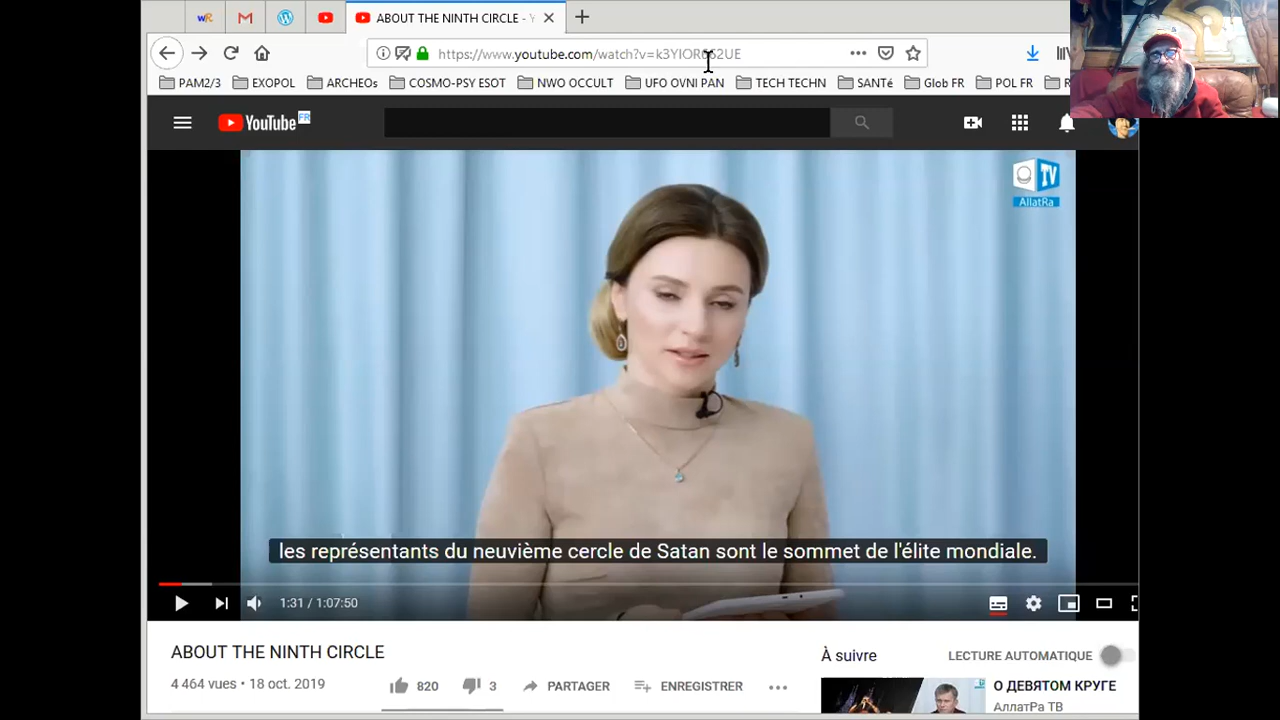 ABOUT THE NINTH CIRCLE - Y
https://www.youtube.com/watch?v=
PAM2/3 EXOPOL ARCHEOs COSMO-PSY ESOT NWO OCCULT UFO OVNI PAN TECH TECHN SANTé Glob FR POL FR R
YouTube FR
TV
AllatRa
les représentants du neuvième cercle de Satan sont le sommet de l'élite mondiale.
1:31 / 1:07:50
ABOUT THE NINTH CIRCLE
À suivre
LECTURE AUTOMATIQUE
4 464 vues • 18 oct. 2019
820
3
PARTAGER
ENREGISTRER
О ДЕВЯТОМ КРУГЕ
АллатРа ТВ